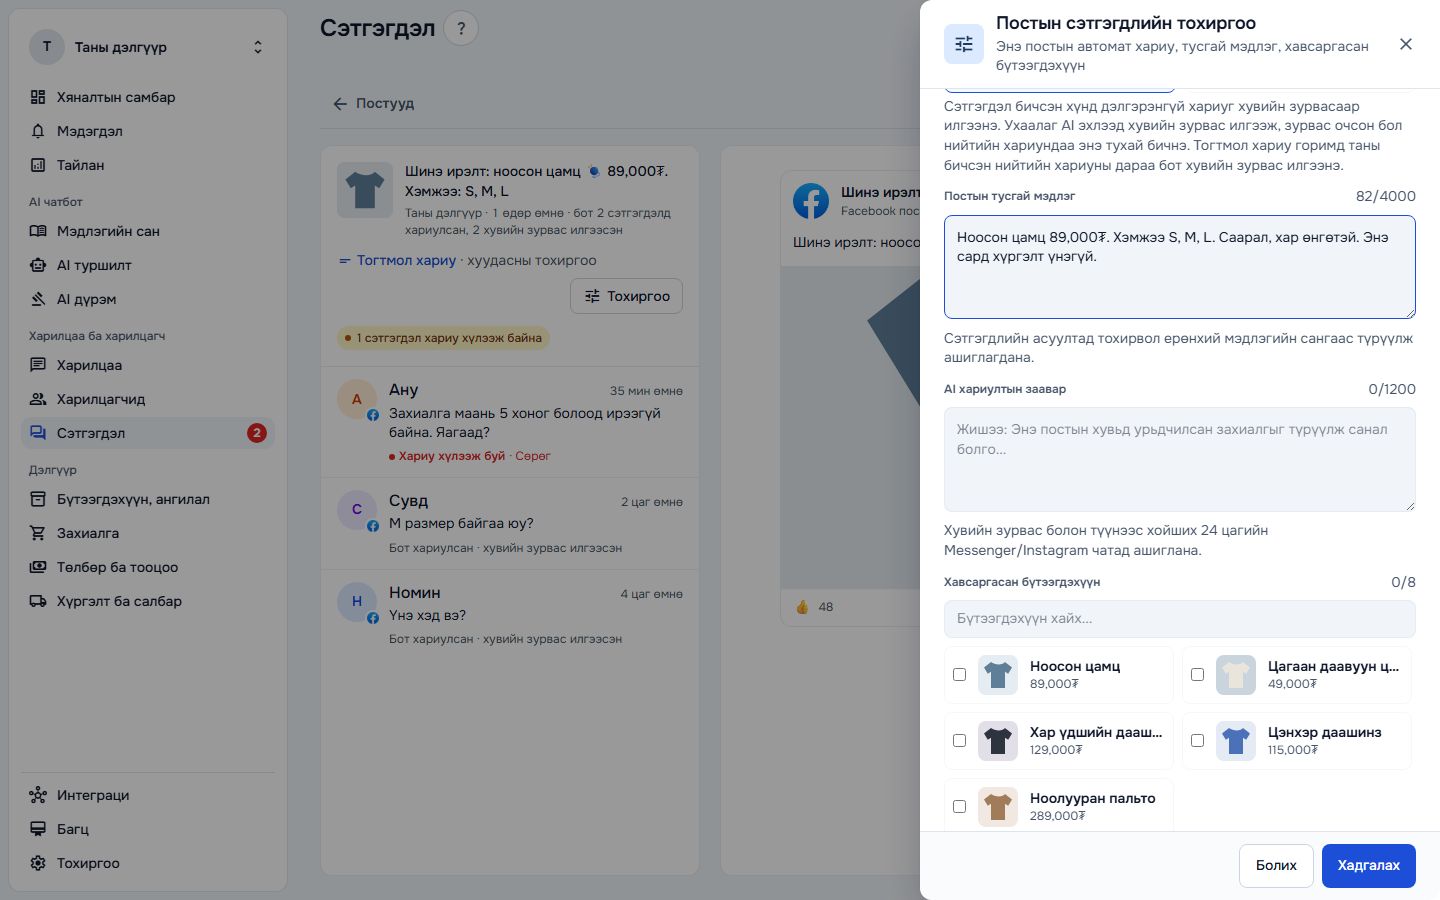 Т
Таны дэлгүүр
Хяналтын самбар
Мэдэгдэл
Тайлан
AI чатбот
Мэдлэгийн сан
AI туршилт
AI дүрэм
Харилцаа ба харилцагч
Харилцаа
Харилцагчид
Сэтгэгдэл
2
Дэлгүүр
Бүтээгдэхүүн, ангилал
Захиалга
Төлбөр ба тооцоо
Хүргэлт ба салбар
Интеграци
Багц
Тохиргоо
Сэтгэгдэл
?
Постууд
Шинэ ирэлт: ноосон цамц 89,000₮.
Хэмжээ: S, M, L
Таны дэлгүүр · 1 өдөр өмнө · бот 2 сэтгэгдэлд
хариулсан, 2 хувийн зурвас илгээсэн
Тогтмол хариу · хуудасны тохиргоо
Тохиргоо
1 сэтгэгдэл хариу хүлээж байна
А
Ану
35 мин өмнө
Захиалга маань 5 хоног болоод ирээгүй
байна. Яагаад?
Хариу хүлээж буй · Сөрөг
С
Сувд
2 цаг өмнө
М размер байгаа юу?
Бот хариулсан · хувийн зурвас илгээсэн
Н
Номин
4 цаг өмнө
Үнэ хэд вэ?
Бот хариулсан · хувийн зурвас илгээсэн
Шинэ ирэлт
Facebook пос
Шинэ ирэлт: ноосо
48
Постын сэтгэгдлийн тохиргоо
Энэ постын автомат хариу, тусгай мэдлэг, хавсаргасан
бүтээгдэхүүн
Сэтгэгдэл бичсэн хүнд дэлгэрэнгүй хариуг хувийн зурвасаар
илгээнэ. Ухаалаг AI эхлээд хувийн зурвас илгээж, зурвас очсон бол
нийтийн хариундаа энэ тухай бичнэ. Тогтмол хариу горимд таны
бичсэн нийтийн хариуны дараа бот хувийн зурвас илгээнэ.
Постын тусгай мэдлэг
82/4000
Ноосон цамц 89,000₮. Хэмжээ S, M, L. Саарал, хар өнгөтэй. Энэ
сард хүргэлт үнэгүй.
Сэтгэгдлийн асуултад тохирвол ерөнхий мэдлэгийн сангаас түрүүлж
ашиглагдана.
AI хариултын заавар
0/1200
Жишээ: Энэ постын хувьд урьдчилсан захиалгыг түрүүлж санал
болго...
Хувийн зурвас болон түүнээс хойших 24 цагийн
Messenger/Instagram чатад ашиглана.
Хавсаргасан бүтээгдэхүүн
0/8
Бүтээгдэхүүн хайх...
Ноосон цамц
89,000₮
Цагаан даавуун ц...
49,000₮
Хар үдшийн дааш...
129,000₮
Цэнхэр даашинз
115,000₮
Ноолууран пальто
289,000₮
Болих
Хадгалах